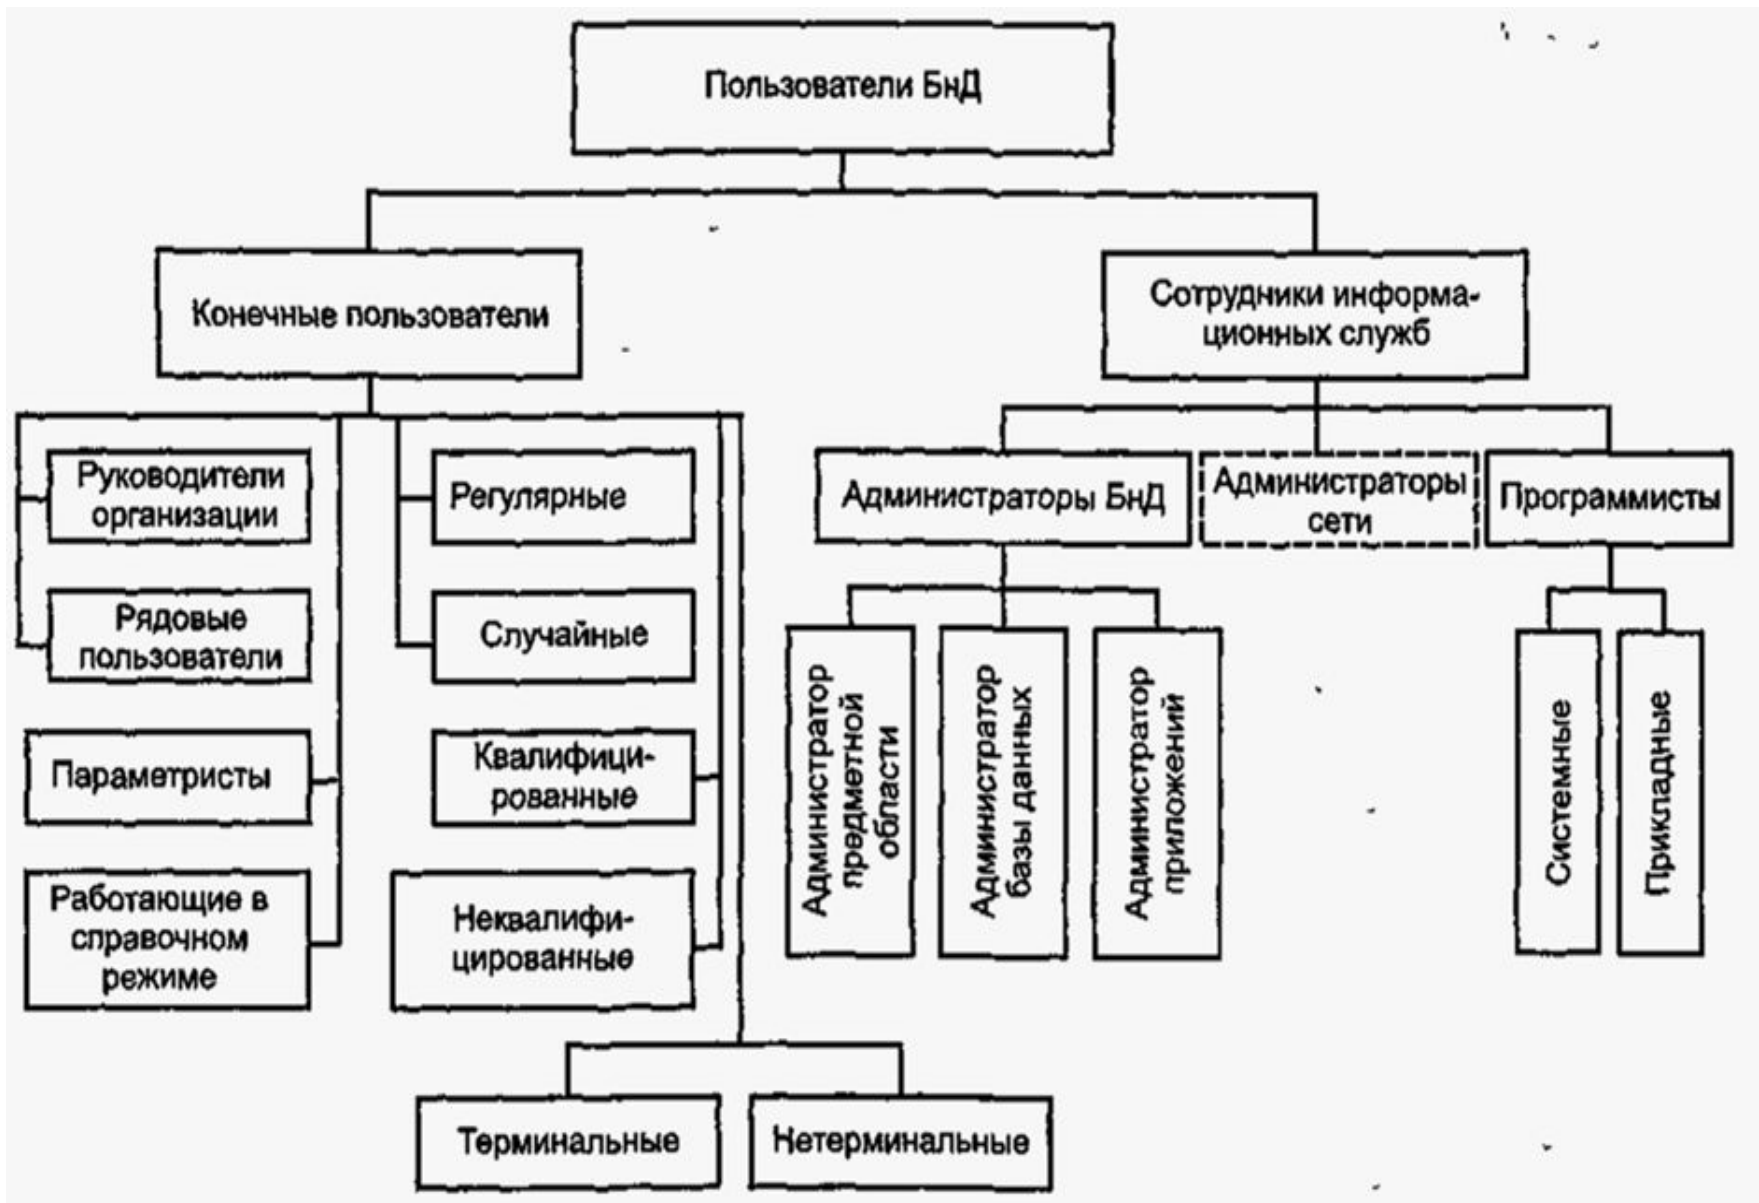 Пользователи БнД
Конечные пользователи
Сотрудники информа-
ционных служб
Руководители
организации
Регулярные
Администраторы БнД
Администраторы
сети
Программисты
Рядовые
пользователи
Случайные
Параметристы
Квалифици-
рованные
Работающие в
справочном
режиме
Неквалифи-
цированные
Администратор
предметной
области
Администратор
базы данных
Администратор
приложений
Системные
Прикладные
Терминальные
Нетерминальные